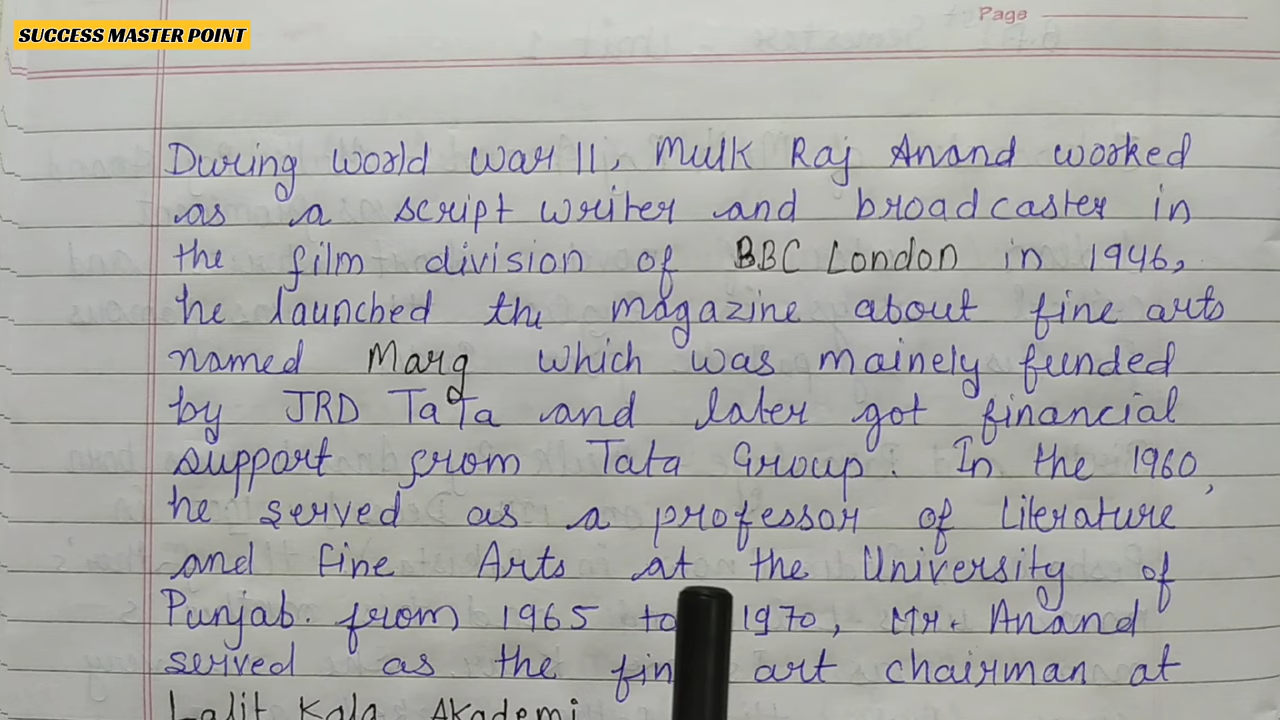 SUCCESS MASTER POINT
Page
During World War II, Mulk Raj Anand worked
as a script writer and broadcaster in
the film division of BBC London in 1946,
he launched the magazine about fine arts
named Marg which was mainely funded
by JRD TaTa and later got financial
support from Tata Group. In the 1960,
he served as a professor of Literature
and Fine Arts at the University of
Punjab. from 1965 to 1970, Mr. Anand
served as the fin art chairman at
Lalit Kala Akademi